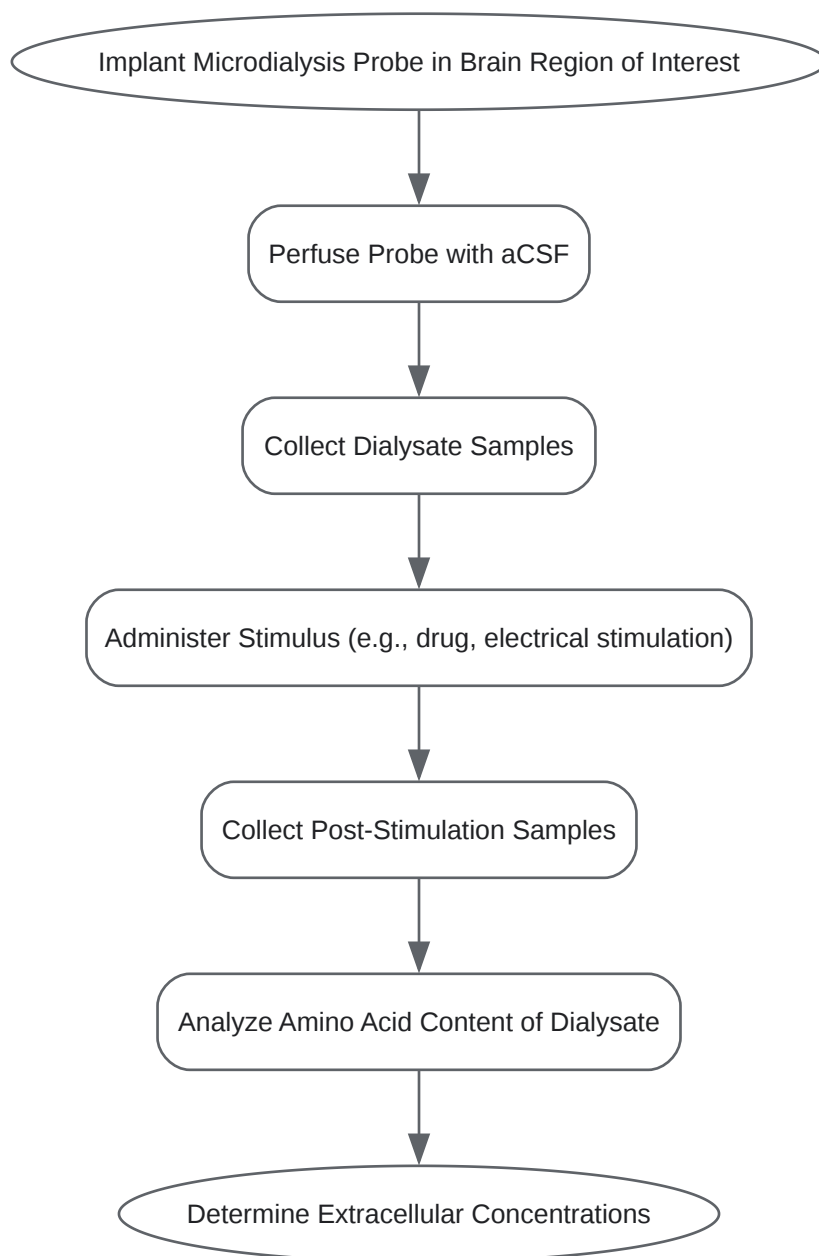 Implant Microdialysis Probe in Brain Region of Interest
Perfuse Probe with aCSF
Collect Dialysate Samples
Administer Stimulus (e.g., drug, electrical stimulation)
Collect Post-Stimulation Samples
Analyze Amino Acid Content of Dialysate
Determine Extracellular Concentrations